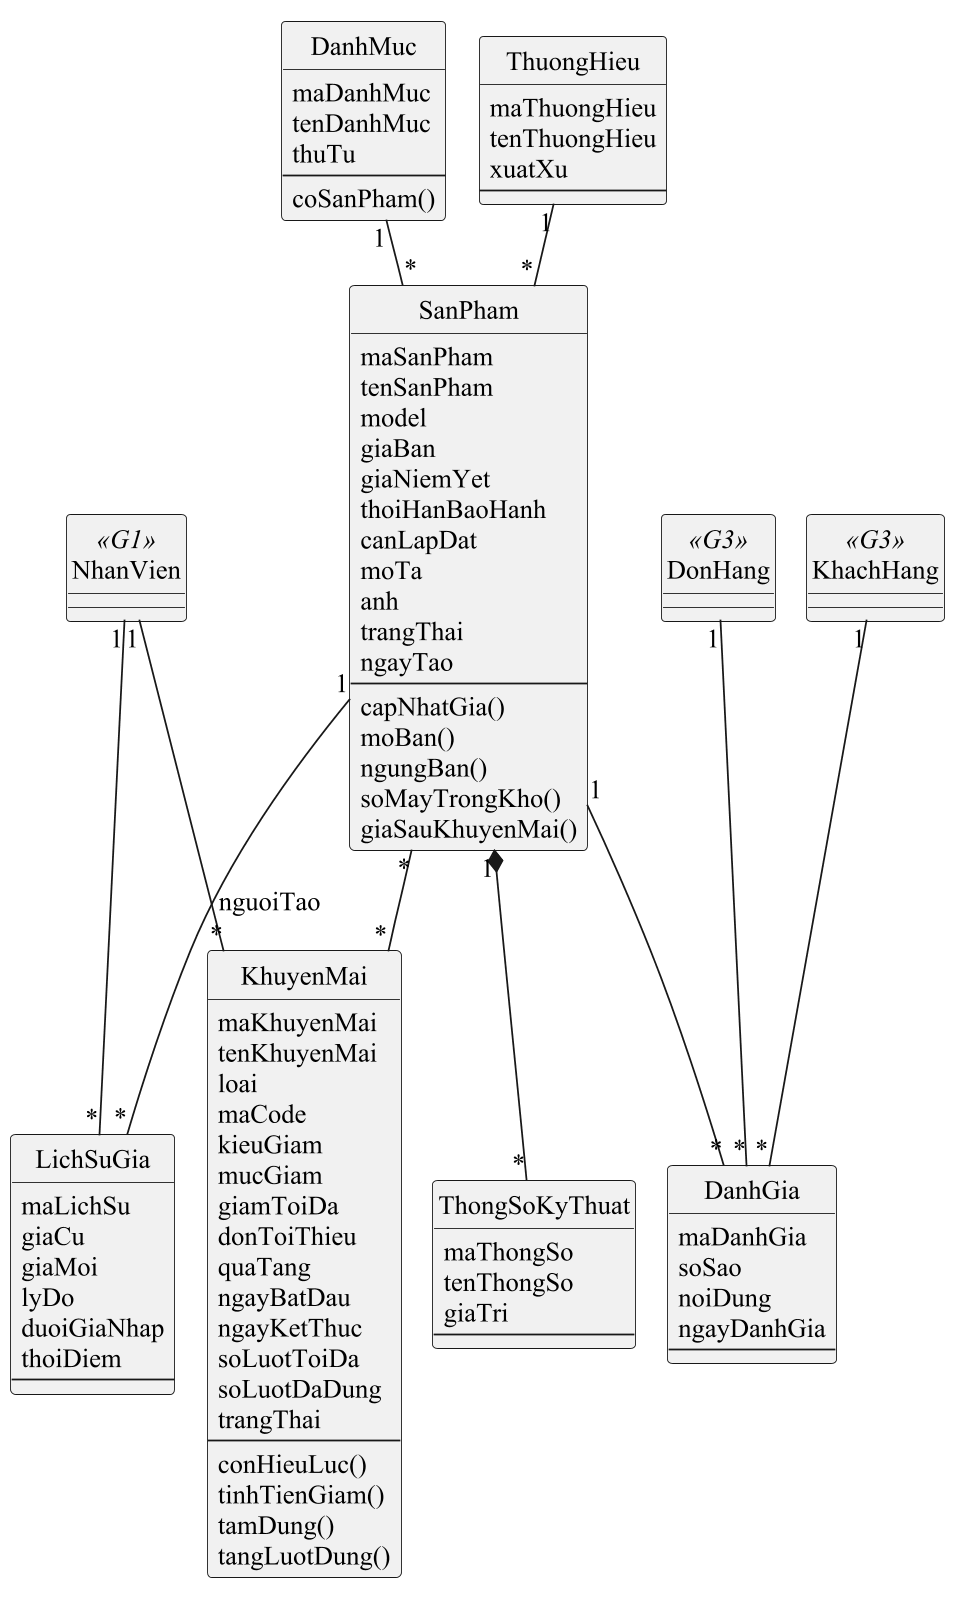 DanhMuc
maDanhMuc
tenDanhMuc
thuTu
coSanPham()
ThuongHieu
maThuongHieu
tenThuongHieu
xuatXu
1
1
*
*
SanPham
maSanPham
tenSanPham
model
giaBan
giaNiemYet
thoiHanBaoHanh
canLapDat
moTa
anh
trangThai
ngayTao
capNhatGia()
moBan()
ngungBan()
soMayTrongKho()
giaSauKhuyenMai()
«G1»
NhanVien
«G3»
DonHang
«G3»
KhachHang
1
1
1
1
1
1
*
1
nguoiTao
*
*
KhuyenMai
maKhuyenMai
tenKhuyenMai
loai
maCode
kieuGiam
mucGiam
giamToiDa
donToiThieu
quaTang
ngayBatDau
ngayKetThuc
soLuotToiDa
soLuotDaDung
trangThai
conHieuLuc()
tinhTienGiam()
tamDung()
tangLuotDung()
*
*
LichSuGia
maLichSu
giaCu
giaMoi
lyDo
duoiGiaNhap
thoiDiem
*
ThongSoKyThuat
maThongSo
tenThongSo
giaTri
*
*
*
DanhGia
maDanhGia
soSao
noiDung
ngayDanhGia